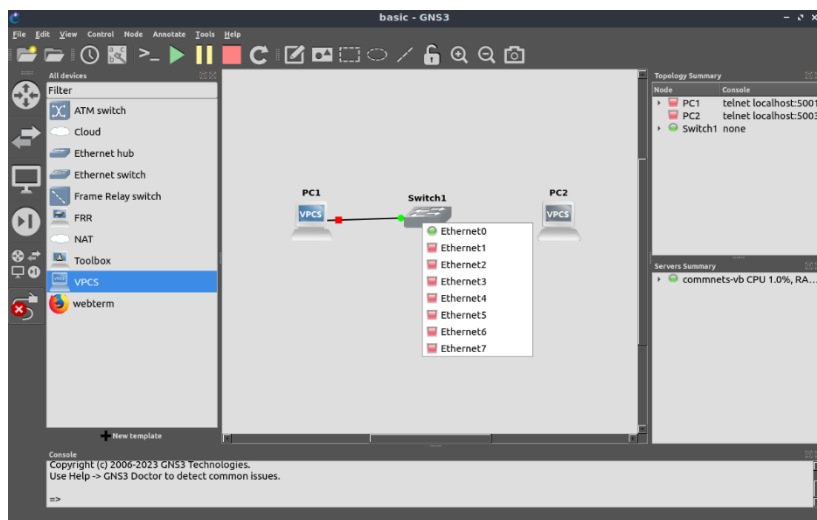 basic - GNS3
File Edit View Control Node Annotate Tools Help
All devices
Filter
ATM switch
Cloud
Ethernet hub
Ethernet switch
Frame Relay switch
FRR
NAT
Toolbox
VPCS
webterm
New template
PC1
VPCS
Switch1
PC2
VPCS
Ethernet0
Ethernet1
Ethernet2
Ethernet3
Ethernet4
Ethernet5
Ethernet6
Ethernet7
Topology Summary
Node Console
PC1 telnet localhost:5001
PC2 telnet localhost:5003
Switch1 none
Servers Summary
commnets-vb CPU 1.0%, RA...
Console
Copyright (c) 2006-2023 GNS3 Technologies.
Use Help -> GNS3 Doctor to detect common issues.
=>